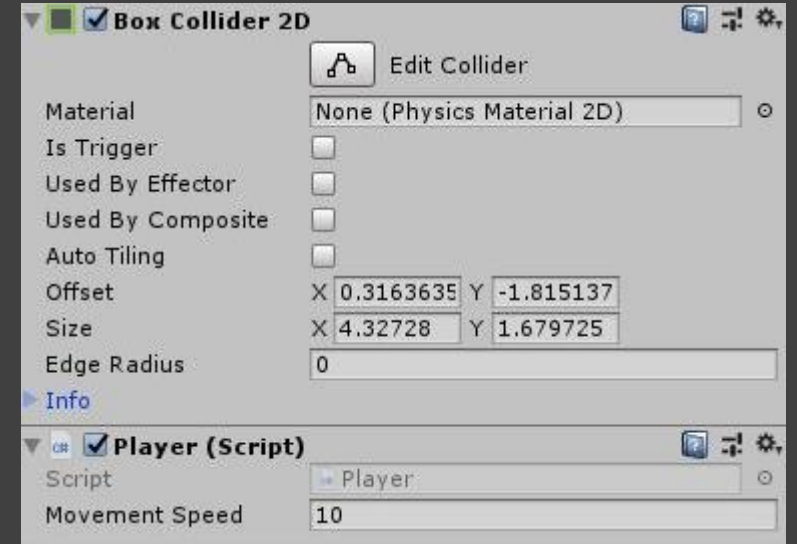 Box Collider 2D
Edit Collider
Material None (Physics Material 2D)
Is Trigger
Used By Effector
Used By Composite
Auto Tiling
Offset X 0.3163635 Y -1.815137
Size X 4.32728 Y 1.679725
Edge Radius 0
Info
C# Player (Script)
Script Player
Movement Speed 10